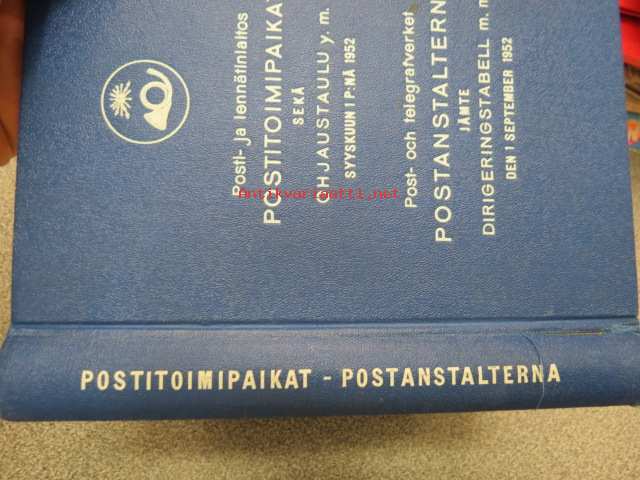 Posti- ja lennätinlaitos
POSTITOIMIPAIKAT
SEKÄ
OHJAUSTAULU y. m.
SYYSKUUN 1 P:NÄ 1952
Post- och telegrafverket
POSTANSTALTERN
JÄMTE
DIRIGERINGSTABELL m. m
DEN 1 SEPTEMBER 1952
Antikvariaatti.net
POSTITOIMIPAIKAT - POSTANSTALTERNA